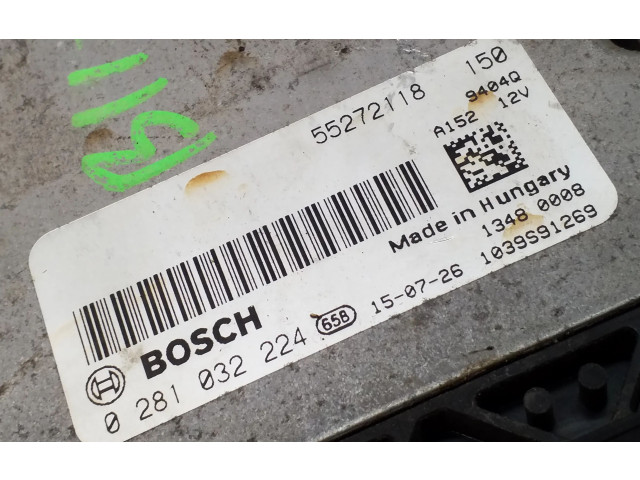 55272118 150
9404Q
A152 12V
Made in Hungary
1348 0008
1039S91269
BOSCH 658 15-07-26
0 281 032 224